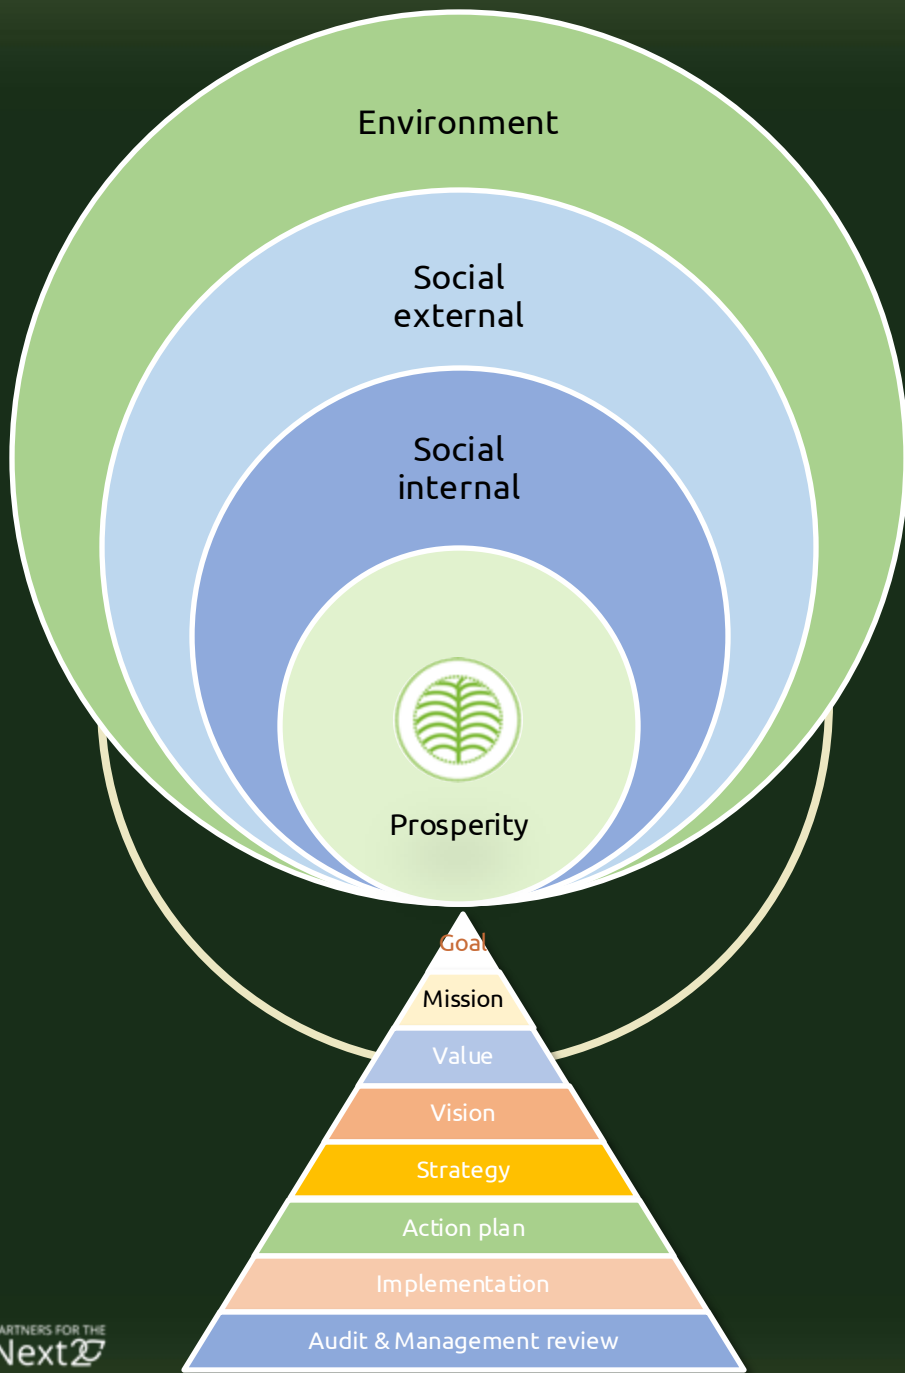 Environment
Social
external
Social
internal
Prosperity
Goal
Mission
Value
Vision
Strategy
Action plan
Implementation
Audit & Management review
ARTNERS FOR THE
Next